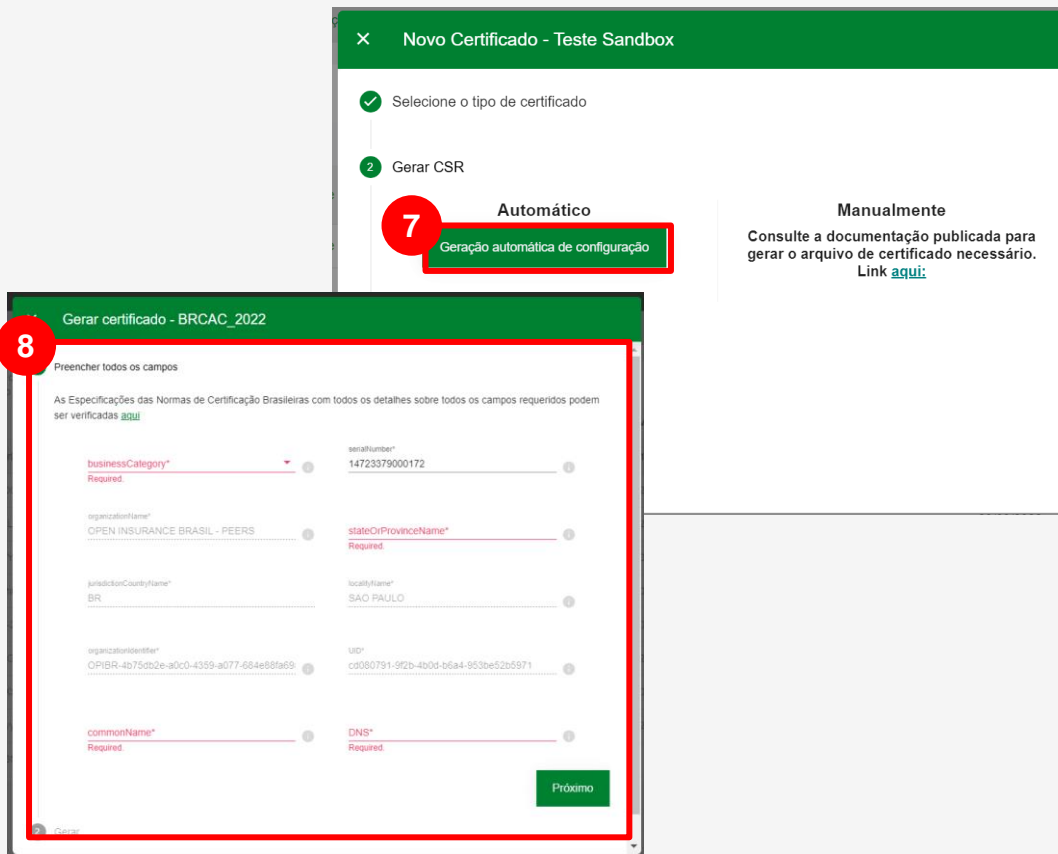 Novo Certificado - Teste Sandbox
Selecione o tipo de certificado
2
Gerar CSR
7
Automático
Geração automática de configuração
Manualmente
Consulte a documentação publicada para
gerar o arquivo de certificado necessário.
Link aqui:
Gerar certificado - BRCAC_2022
8
Preencher todos os campos
As Especificações das Normas de Certificação Brasileiras com todos os detalhes sobre todos os campos requeridos podem
ser verificadas aqui
businessCategory*
Required.
serialNumber*
14723379000172
organizationName*
OPEN INSURANCE BRASIL - PEERS
stateOrProvinceName*
Required.
jurisdictionCountryName*
BR
localityName*
SAO PAULO
organizationIdentifier*
OPIBR-4b75db2e-a0c0-4359-a077-684e88fa69
UID*
cd080791-9f2b-4b0d-b6a4-953be52b5971
commonName*
Required.
DNS*
Required.
Próximo
2
Gerar